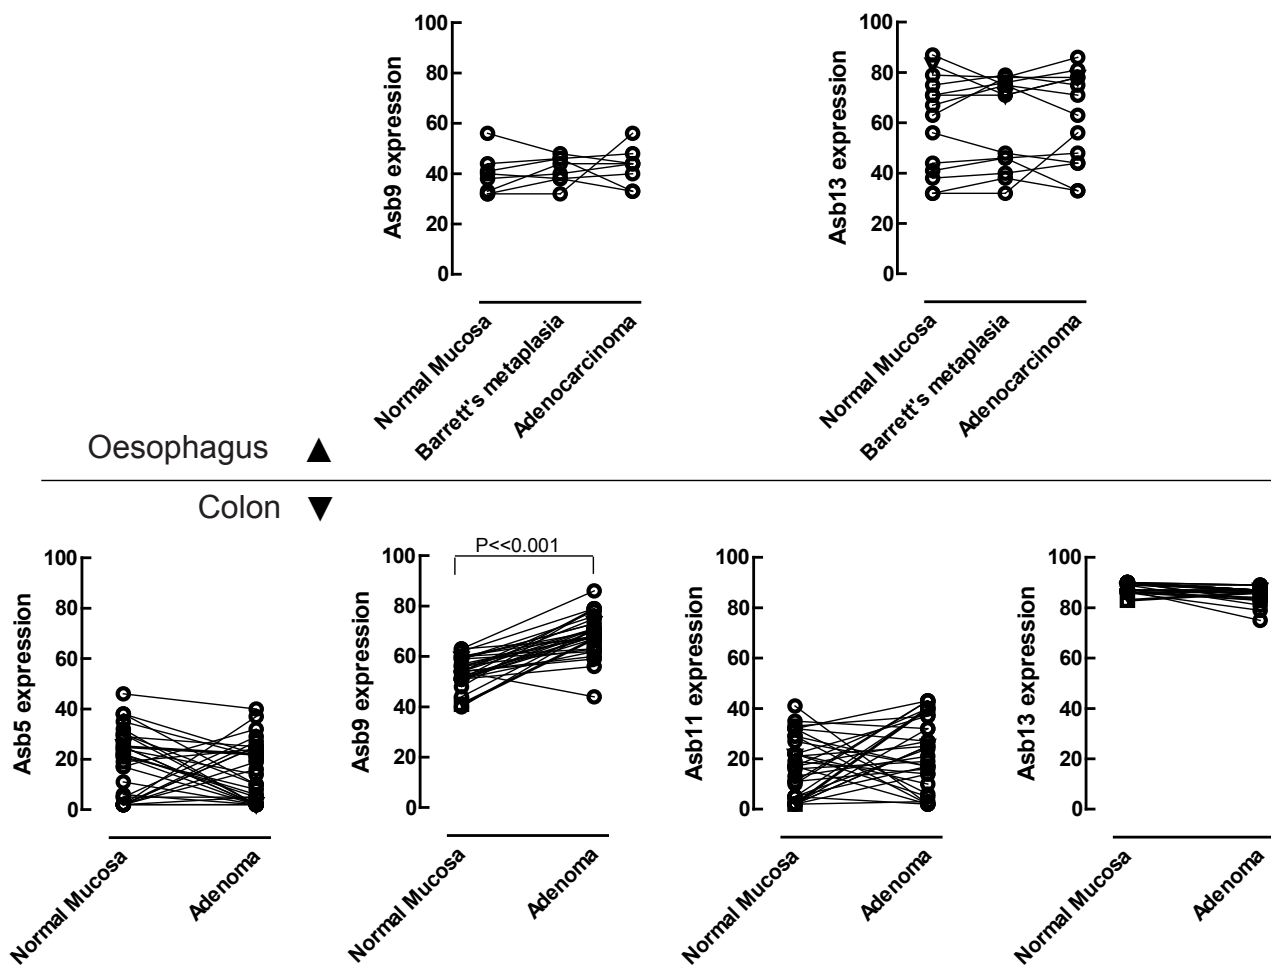 100
80
60
40
20
0
Asb9 expression
Normal Mucosa
Barrett's metaplasia
Adenocarcinoma
100
80
60
40
20
0
Asb13 expression
Normal Mucosa
Barrett's metaplasia
Adenocarcinoma
Oesophagus ▲
Colon ▼
100
80
60
40
20
0
Asb5 expression
Normal Mucosa
Adenoma
P<<0.001
100
80
60
40
20
0
Asb9 expression
Normal Mucosa
Adenoma
100
80
60
40
20
0
Asb11 expression
Normal Mucosa
Adenoma
100
80
60
40
20
0
Asb13 expression
Normal Mucosa
Adenoma